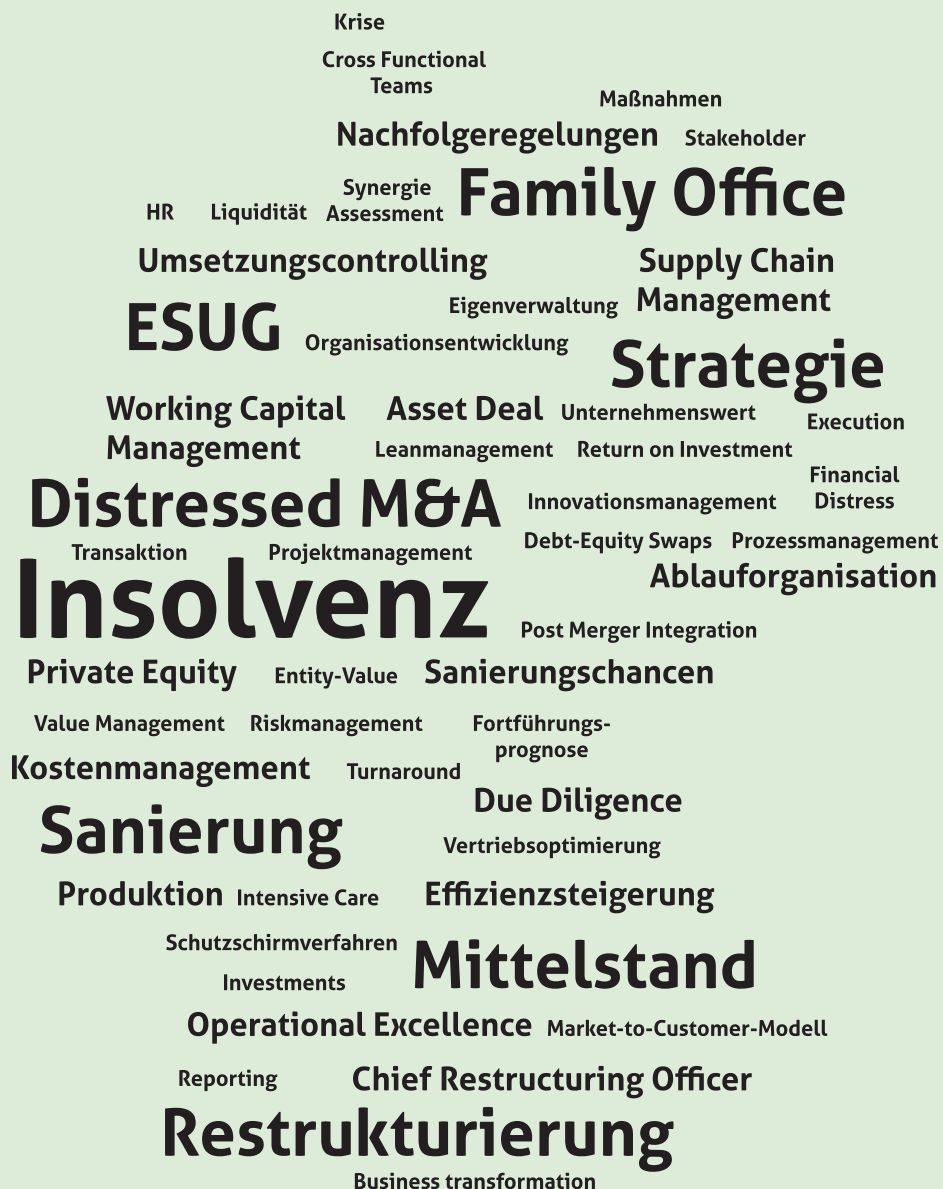 Krise
Cross Functional
Teams
Maßnahmen
Nachfolgeregelungen Stakeholder
Synergie
Assessment
Family Office
HR Liquidität
Umsetzungscontrolling
Supply Chain
Management
Eigenverwaltung
ESUG
Organisationsentwicklung
Strategie
Working Capital
Management
Asset Deal Unternehmenswert
Execution
Leanmanagement Return on Investment
Financial
Distress
Distressed M&A
Innovationsmanagement
Debt-Equity Swaps Prozessmanagement
Transaktion Projektmanagement
Ablauforganisation
Insolvenz
Post Merger Integration
Private Equity Entity-Value Sanierungschancen
Value Management Riskmanagement
Fortführungs-
prognose
Kostenmanagement Turnaround
Due Diligence
Sanierung
Vertriebsoptimierung
Produktion Intensive Care Effizienzsteigerung
Schutzschirmverfahren
Mittelstand
Investments
Operational Excellence Market-to-Customer-Modell
Reporting Chief Restructuring Officer
Restrukturierung
Business transformation